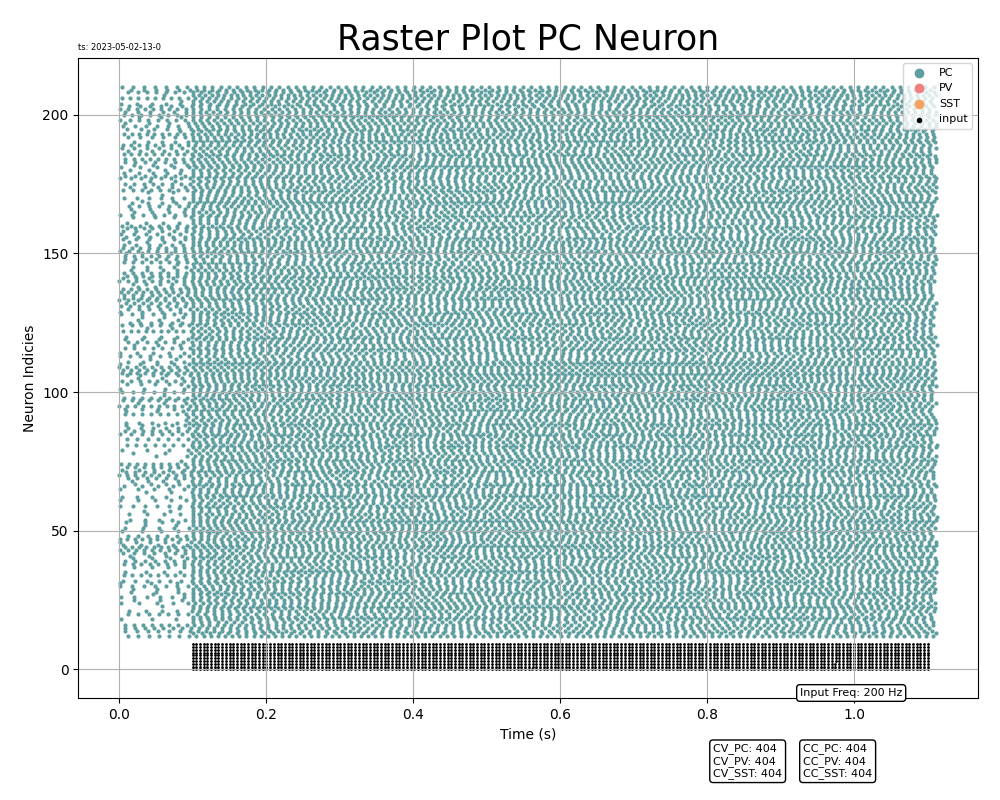 Raster Plot PC Neuron
ts: 2023-05-02-13-0
PC
PV
SST
input
200
150
100
50
0
Neuron Indicies
0.0 0.2 0.4 0.6 0.8 1.0
Time (s)
Input Freq: 200 Hz
CV_PC: 404
CV_PV: 404
CV_SST: 404
CC_PC: 404
CC_PV: 404
CC_SST: 404